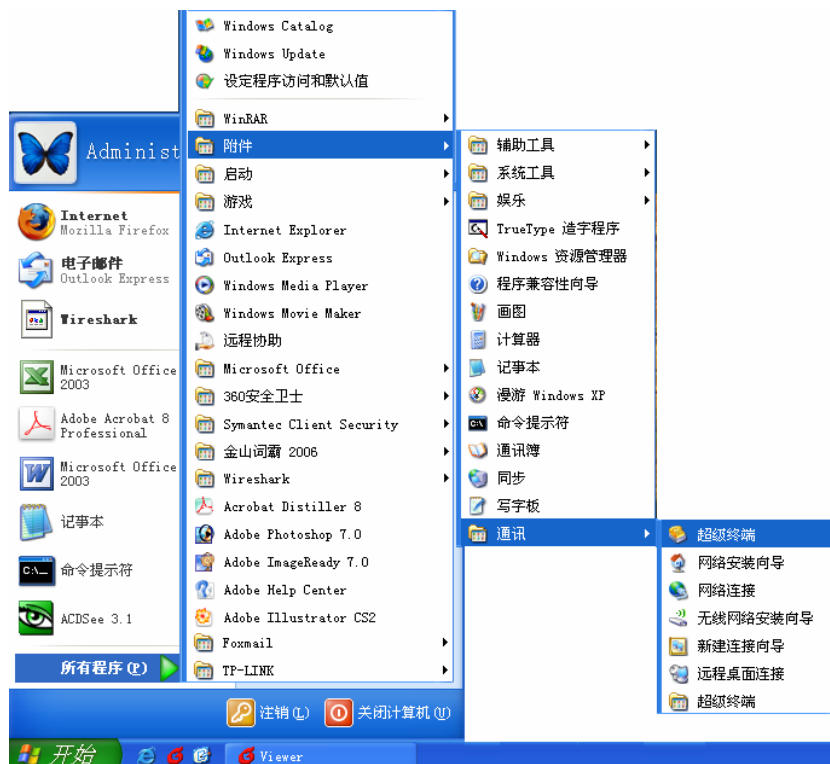 Windows Catalog
Windows Update
设定程序访问和默认值
WinRAR
附件
启动
游戏
Internet Explorer
Outlook Express
Windows Media Player
Windows Movie Maker
远程协助
Microsoft Office
360安全卫士
Symantec Client Security
金山词霸 2006
Wireshark
Acrobat Distiller 8
Adobe Photoshop 7.0
Adobe ImageReady 7.0
Adobe Help Center
Adobe Illustrator CS2
Foxmail
TP-LINK
Administ
Internet
Mozilla Firefox
电子邮件
Outlook Express
Wireshark
Microsoft Office
2003
Adobe Acrobat 8
Professional
Microsoft Office
2003
记事本
命令提示符
ACDSee 3.1
所有程序(P)
辅助工具
系统工具
娱乐
TrueType 造字程序
Windows 资源管理器
程序兼容性向导
画图
计算器
记事本
漫游 Windows XP
命令提示符
通讯簿
同步
写字板
通讯
超级终端
网络安装向导
网络连接
无线网络安装向导
新建连接向导
远程桌面连接
超级终端
注销(L)
关闭计算机(U)
开始
Viewer